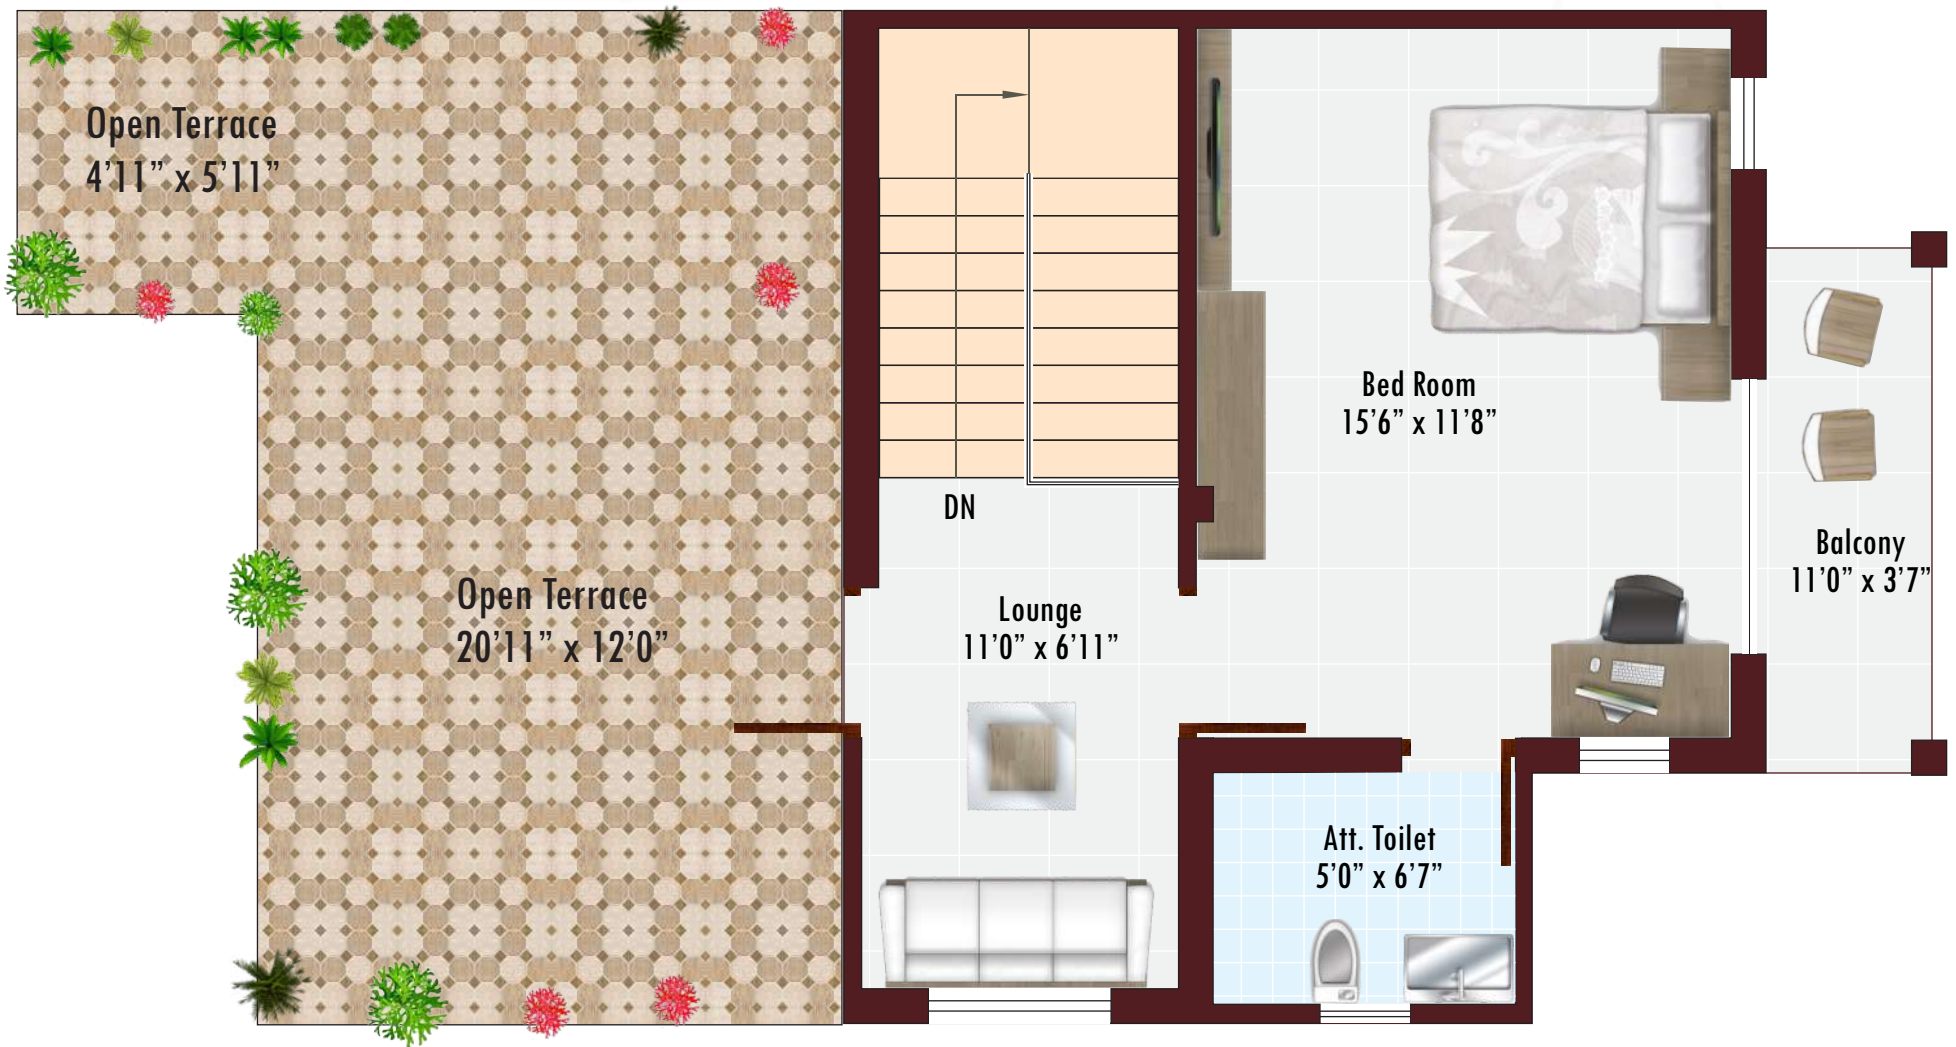 Open Terrace
4’11” x 5’11”
Bed Room
15’6” x 11’8”
DN
Balcony
11’0” x 3’7”
Open Terrace
20’11” x 12’0”
Lounge
11’0” x 6’11”
Att. Toilet
5’0” x 6’7”